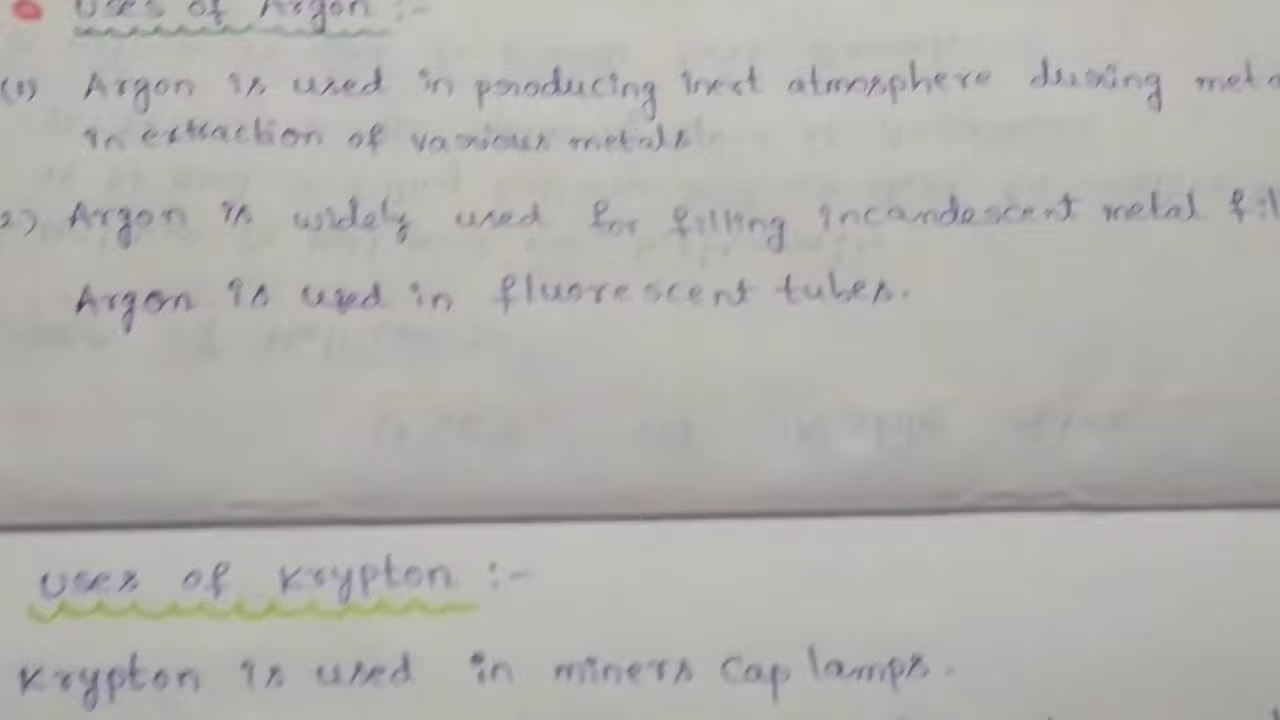 Uses of Argon :-
(1) Argon is used in producing inert atmosphere during
in extraction of various metals
2) Argon is widely used for filling incandescent metal
Argon is used in fluorescent tubes.
Uses of Krypton :-
Krypton is used in miners cap lamps.